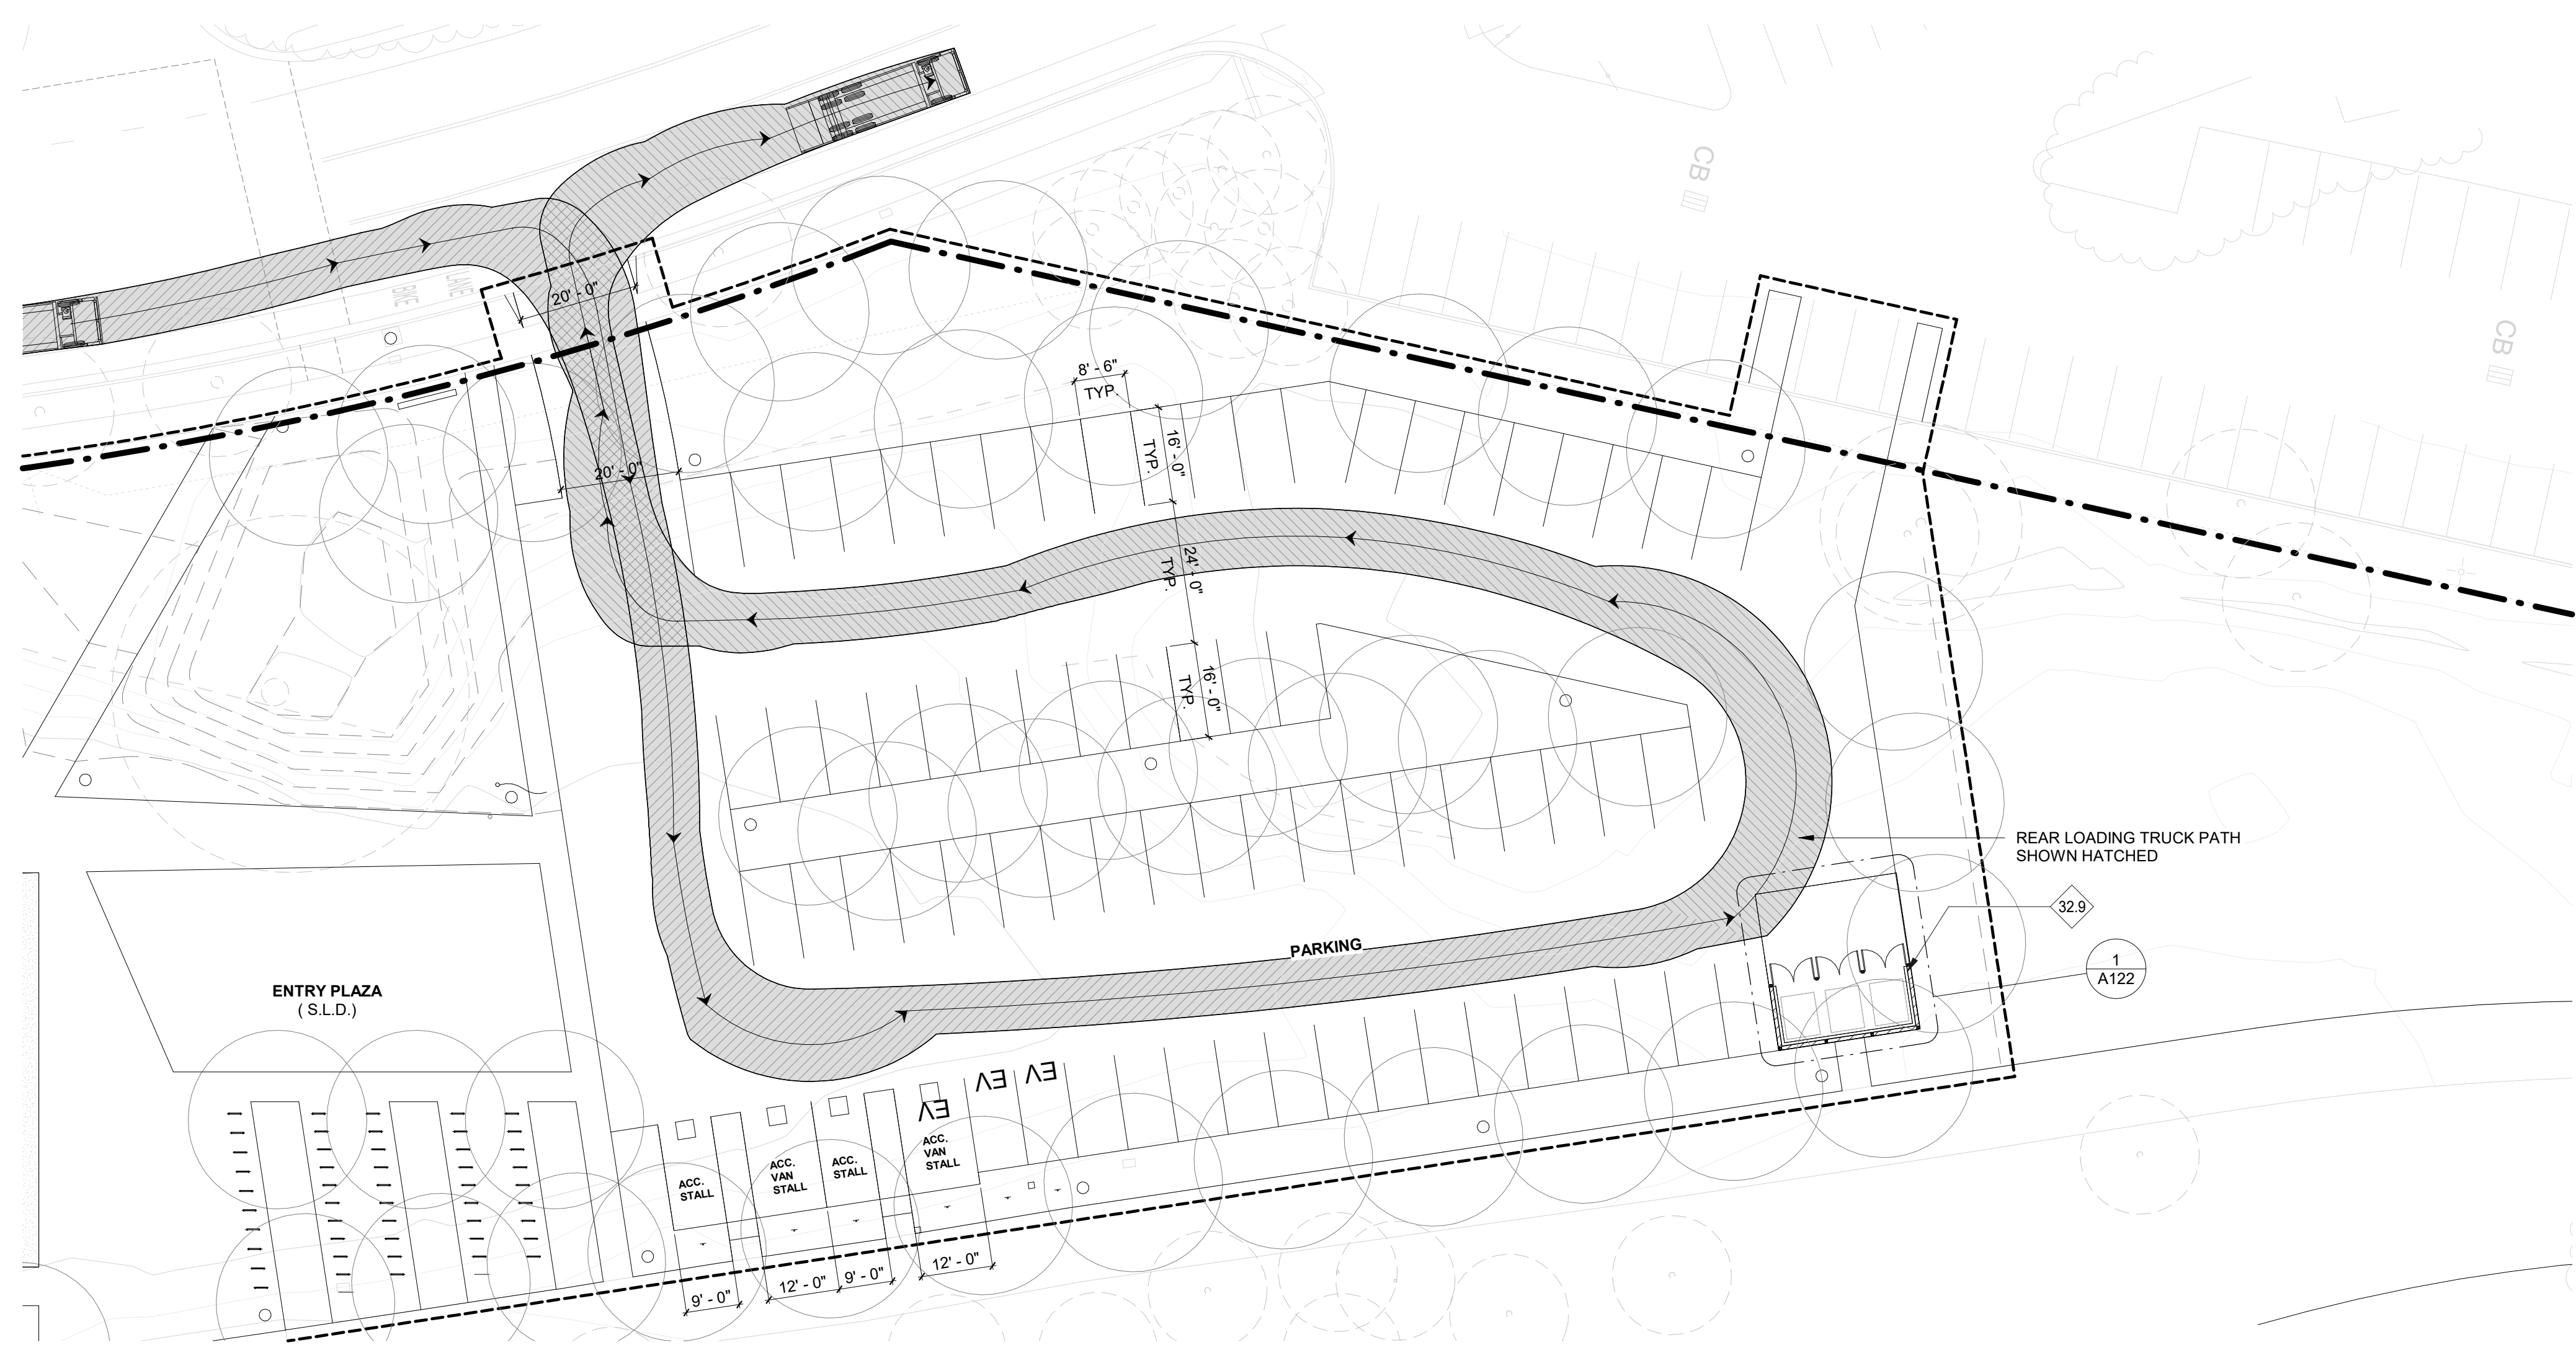 CB
CB
BIKE
LANE
20' - 0"
8' - 6"
TYP.
16' - 0"
TYP.
20' - 0"
24' - 0"
TYP.
16' - 0"
TYP.
REAR LOADING TRUCK PATH
SHOWN HATCHED
32.9
PARKING
1
A122
ENTRY PLAZA
( S.L.D.)
EV
EV
EV
ACC.
VAN
STALL
ACC.
STALL
ACC.
VAN
STALL
ACC.
STALL
12' - 0"
9' - 0"
12' - 0"
9' - 0"